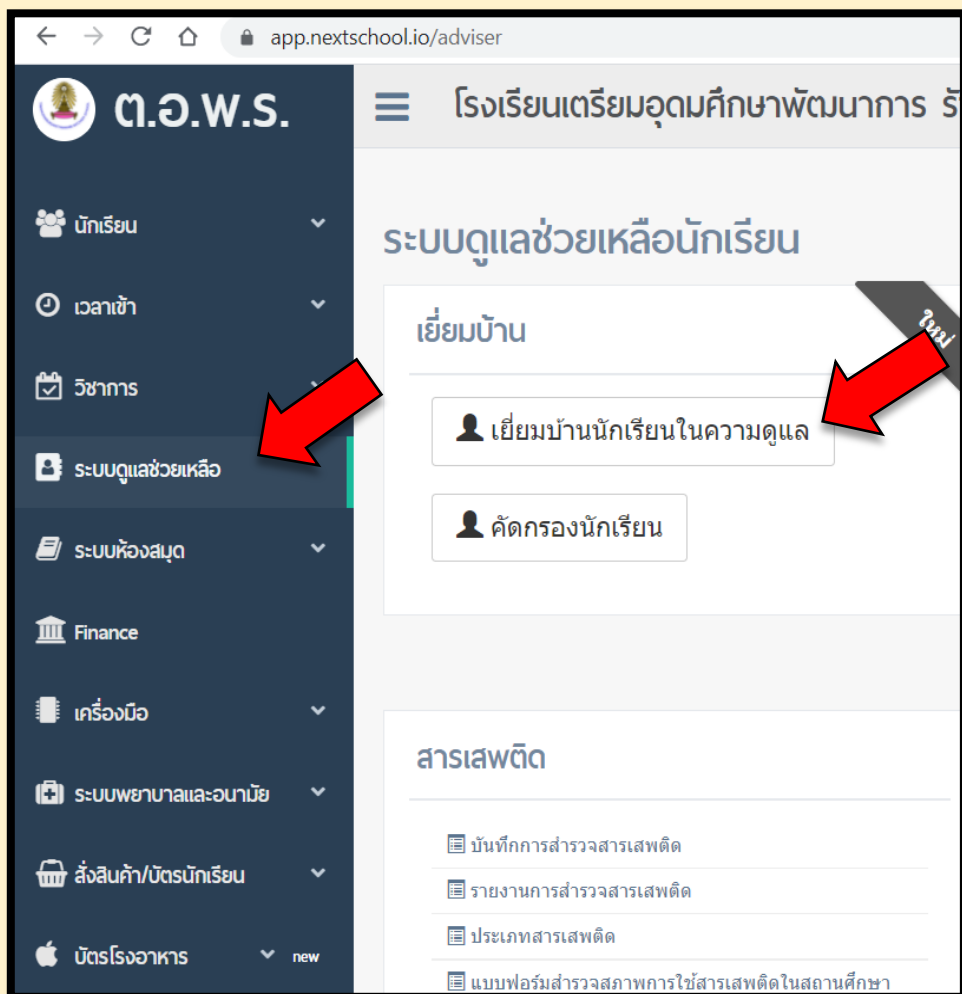 app.nextschool.io/adviser
ต.อ.พ.ร.
โรงเรียนเตรียมอุดมศึกษาพัฒนาการ รั
นักเรียน
เวลาเข้า
วิชาการ
ระบบดูแลช่วยเหลือ
ระบบห้องสมุด
Finance
เครื่องมือ
ระบบพยาบาลและอนามัย
สั่งสินค้า/บัตรนักเรียน
บัตรโรงอาหาร new
ระบบดูแลช่วยเหลือนักเรียน
เยี่ยมบ้าน
ใหม่
เยี่ยมบ้านนักเรียนในความดูแล
คัดกรองนักเรียน
สารเสพติด
บันทึกการสำรวจสารเสพติด
รายงานการสำรวจสารเสพติด
ประเภทสารเสพติด
แบบฟอร์มสำรวจสภาพการใช้สารเสพติดในสถานศึกษา